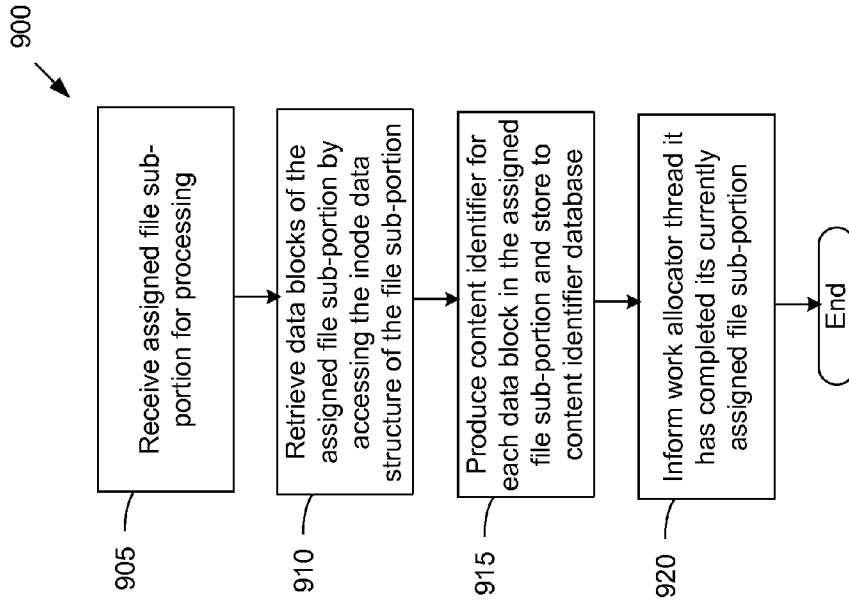 900
905
Receive assigned file sub-
portion for processing
910
Retrieve data blocks of the
assigned file sub-portion by
accessing the inode data
structure of the file sub-portion
915
Produce content identifier for
each data block in the assigned
file sub-portion and store to
content identifier database
920
Inform work allocator thread it
has completed its currently
assigned file sub-portion
End